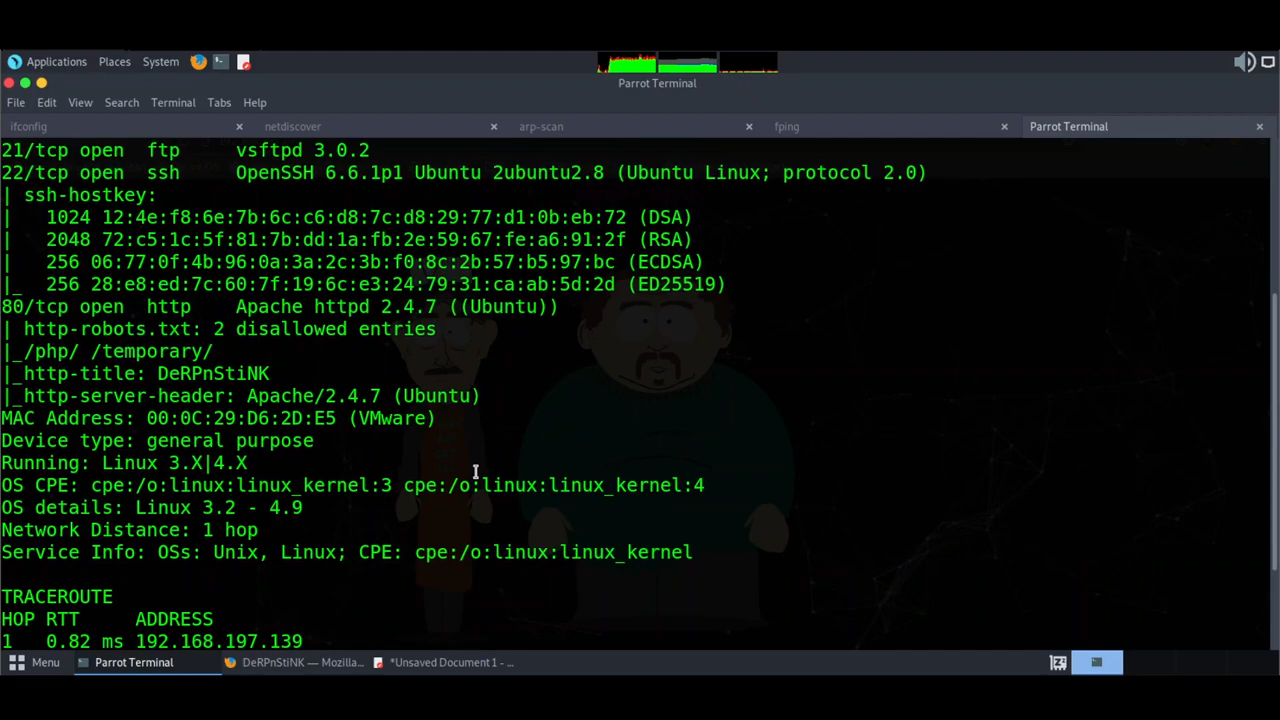 Applications Places System
Parrot Terminal
File Edit View Search Terminal Tabs Help
ifconfig × netdiscover × arp-scan × fping × Parrot Terminal ×
21/tcp open ftp vsftpd 3.0.2
22/tcp open ssh OpenSSH 6.6.1p1 Ubuntu 2ubuntu2.8 (Ubuntu Linux; protocol 2.0)
| ssh-hostkey:
| 1024 12:4e:f8:6e:7b:6c:c6:d8:7c:d8:29:77:d1:0b:eb:72 (DSA)
| 2048 72:c5:1c:5f:81:7b:dd:1a:fb:2e:59:67:fe:a6:91:2f (RSA)
| 256 06:77:0f:4b:96:0a:3a:2c:3b:f0:8c:2b:57:b5:97:bc (ECDSA)
|_ 256 28:e8:ed:7c:60:7f:19:6c:e3:24:79:31:ca:ab:5d:2d (ED25519)
80/tcp open http Apache httpd 2.4.7 ((Ubuntu))
| http-robots.txt: 2 disallowed entries
|_/php/ /temporary/
|_http-title: DeRPnStiNK
|_http-server-header: Apache/2.4.7 (Ubuntu)
MAC Address: 00:0C:29:D6:2D:E5 (VMware)
Device type: general purpose
Running: Linux 3.X|4.X
OS CPE: cpe:/o:linux:linux_kernel:3 cpe:/o:linux:linux_kernel:4
OS details: Linux 3.2 - 4.9
Network Distance: 1 hop
Service Info: OSs: Unix, Linux; CPE: cpe:/o:linux:linux_kernel
TRACEROUTE
HOP RTT ADDRESS
1 0.82 ms 192.168.197.139
Menu Parrot Terminal DeRPnStiNK — Mozilla... *Unsaved Document 1 - ...